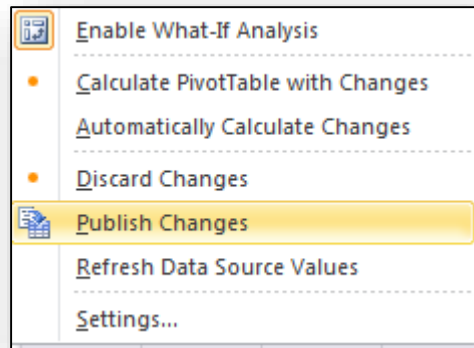 Enable What-If Analysis
Calculate PivotTable with Changes
Automatically Calculate Changes
Discard Changes
Publish Changes
Refresh Data Source Values
Settings...